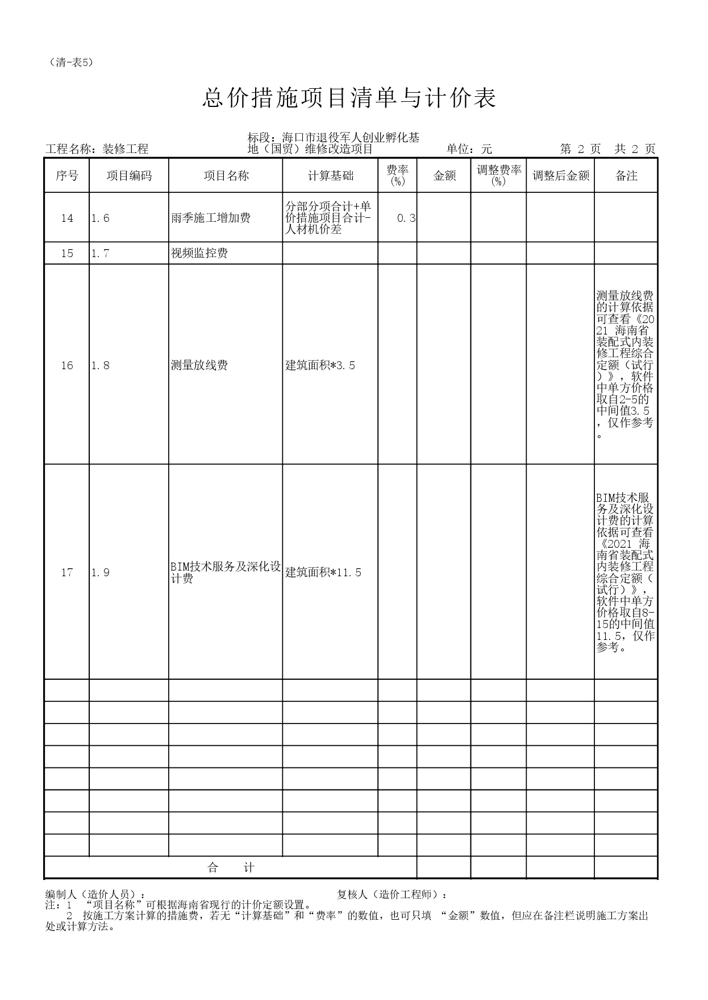 （清-表5）
总价措施项目清单与计价表
标段：海口市退役军人创业孵化基
工程名称：装修工程 地（国贸）维修改造项目 单位：元 第 2 页 共 2 页
序号 项目编码 项目名称 计算基础 费率(%) 金额 调整费率(%) 调整后金额 备注
分部分项合计+单
14 1.6 雨季施工增加费 价措施项目合计- 0.3
人材机价差
15 1.7 视频监控费
测量放线费
的计算依据
可查看《20
21 海南省
装配式内装
修工程综合
16 1.8 测量放线费 建筑面积*3.5 定额（试行
）》，软件
中单方价格
取自2-5的
中间值3.5
，仅作参考
。
BIM技术服
务及深化设
计费的计算
依据可查看
《2021 海
南省装配式
17 1.9 BIM技术服务及深化设 建筑面积*11.5 内装修工程
计费 综合定额（
试行）》，
软件中单方
价格取自8-
15的中间值
11.5，仅作
参考。
合 计
编制人（造价人员）： 复核人（造价工程师）：
注：1 “项目名称”可根据海南省现行的计价定额设置。
2 按施工方案计算的措施费，若无“计算基础”和“费率”的数值，也可只填 “金额”数值，但应在备注栏说明施工方案出
处或计算方法。